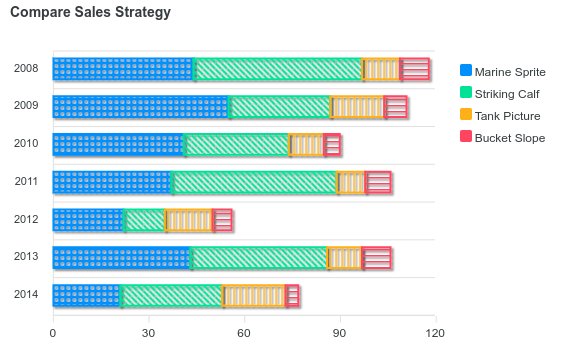 Compare Sales Strategy
2008
2009
2010
2011
2012
2013
2014
0 30 60 90 120
Marine Sprite
Striking Calf
Tank Picture
Bucket Slope